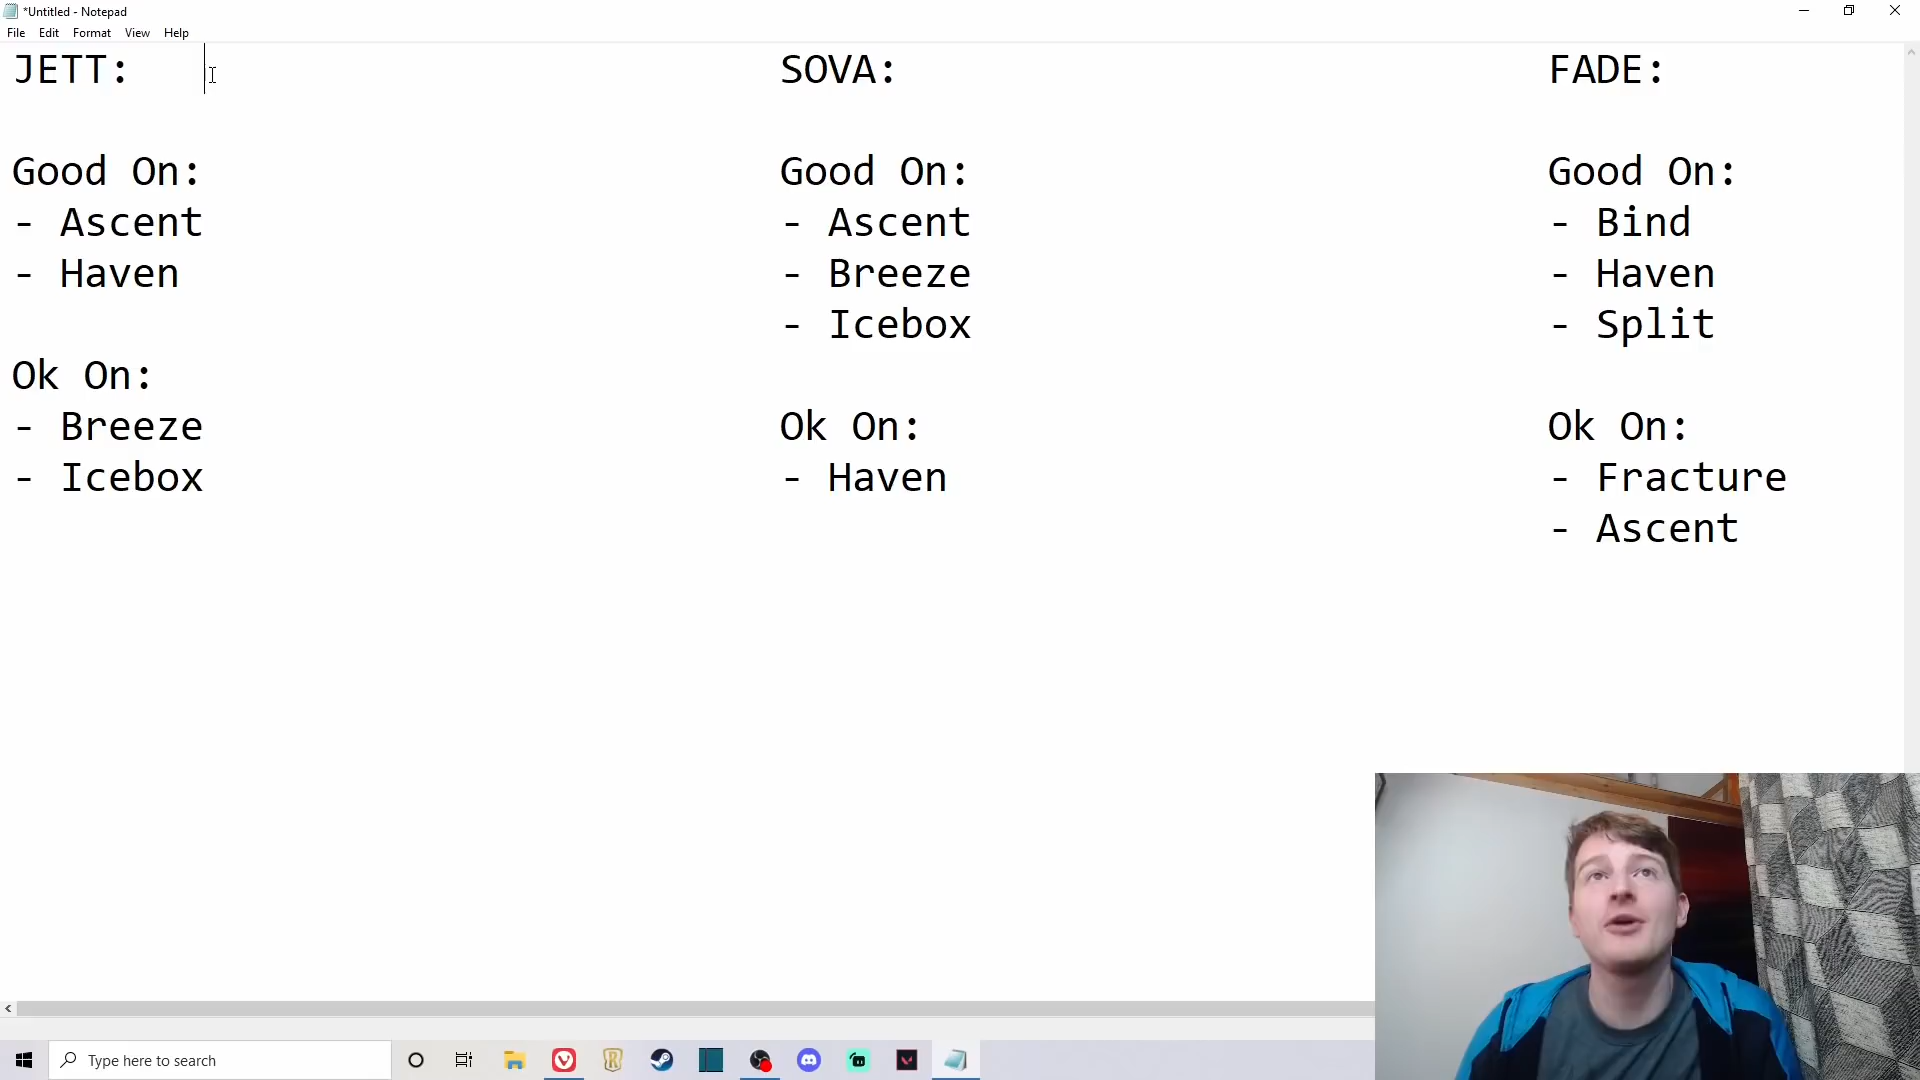 *Untitled - Notepad
File Edit Format View Help
JETT: SOVA: FADE:
Good On: Good On: Good On:
- Ascent - Ascent - Bind
- Haven - Breeze - Haven
- Icebox - Split
Ok On:
- Breeze Ok On: Ok On:
- Icebox - Haven - Fracture
- Ascent
Type here to search